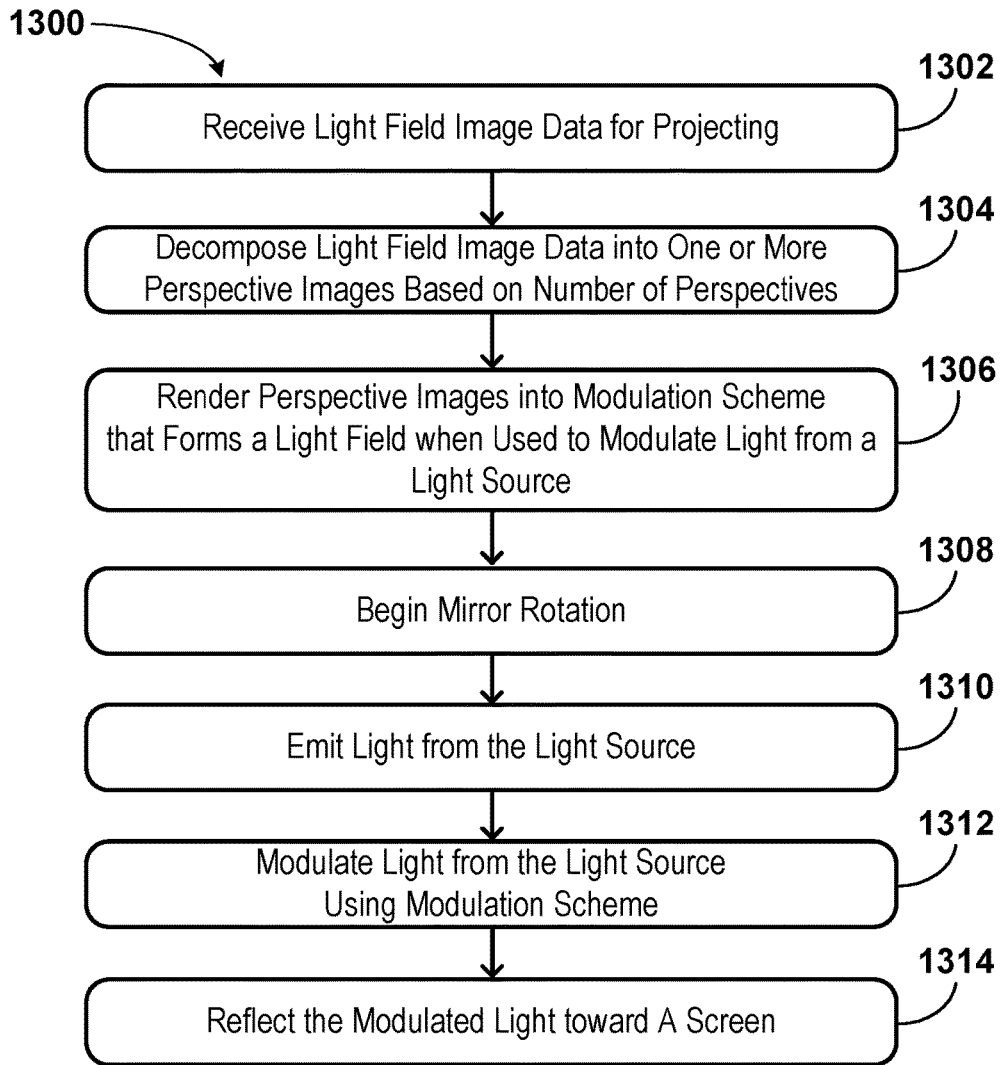 1300
1302
Receive Light Field Image Data for Projecting
1304
Decompose Light Field Image Data into One or More
Perspective Images Based on Number of Perspectives
1306
Render Perspective Images into Modulation Scheme
that Forms a Light Field when Used to Modulate Light from a
Light Source
1308
Begin Mirror Rotation
1310
Emit Light from the Light Source
1312
Modulate Light from the Light Source
Using Modulation Scheme
1314
Reflect the Modulated Light toward A Screen